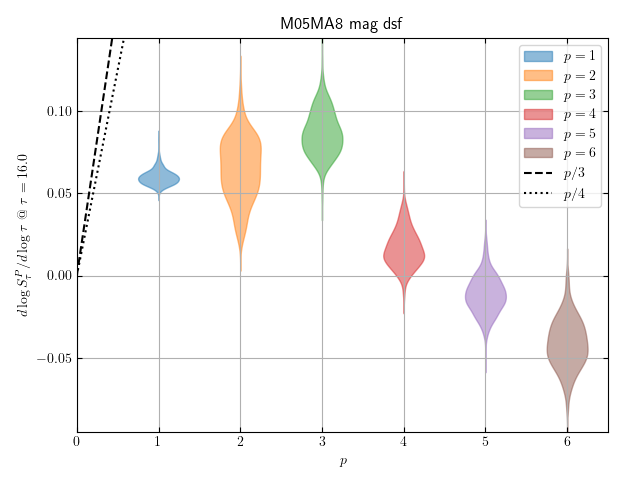 M05MA8 mag dsf
d log S_τ^P / d log τ @ τ = 16.0
0.10
0.05
0.00
−0.05
0 1 2 3 4 5 6
p
p = 1
p = 2
p = 3
p = 4
p = 5
p = 6
p/3
p/4